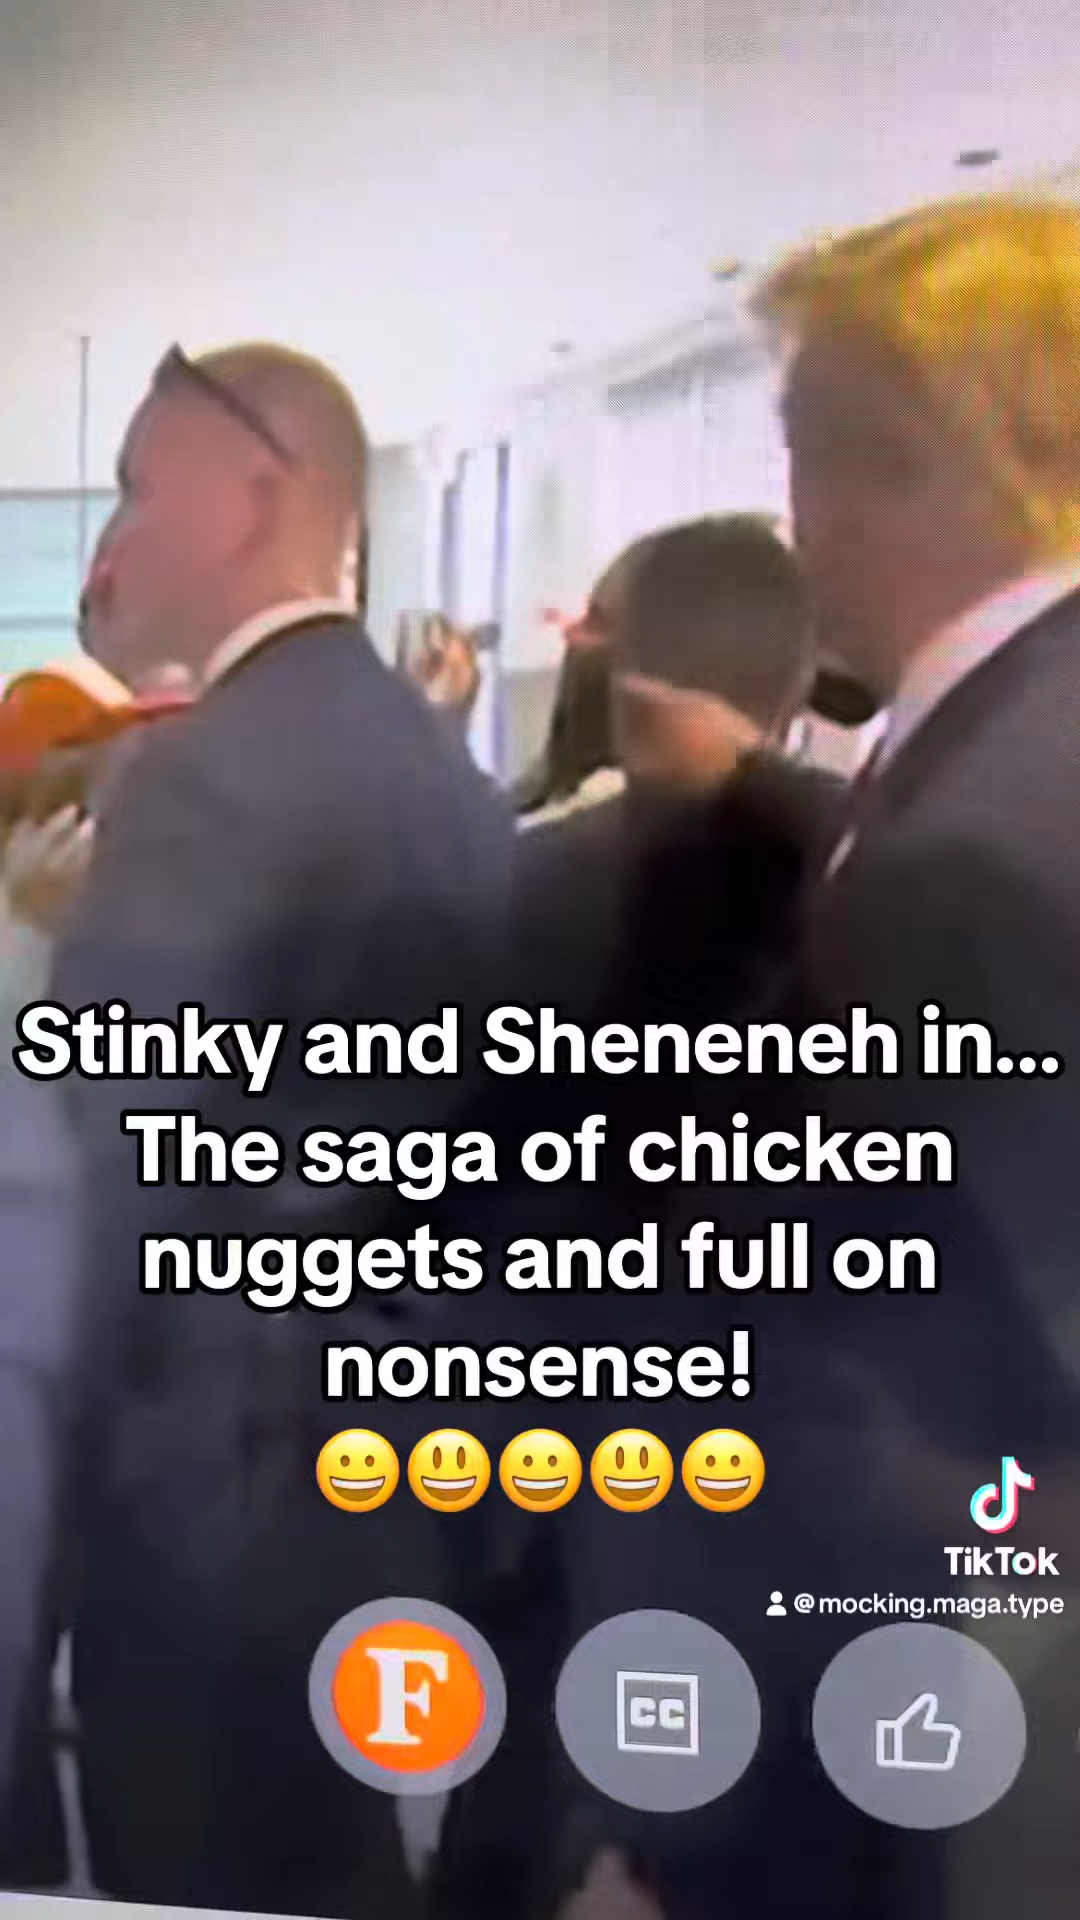 Stinky and Sheneneh in...
The saga of chicken
nuggets and full on
nonsense!
😀😃😀😃😀
TikTok
@mocking.maga.type
F
CC